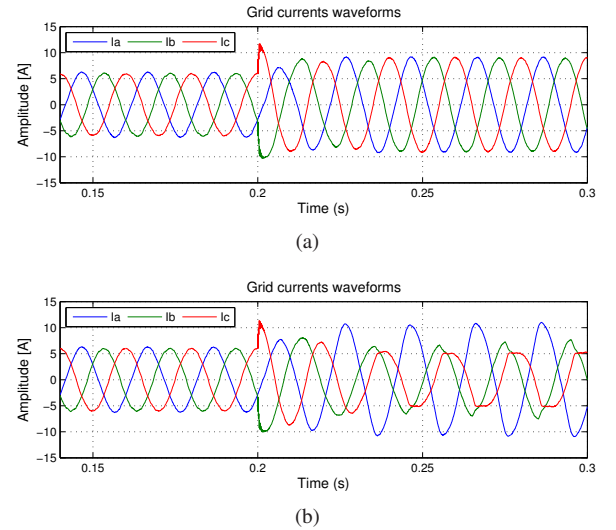 Grid currents waveforms
15
Ia Ib Ic
10
5
0
−5
−10
−15
Amplitude [A]
0.15 0.2 0.25 0.3
Time (s)
(a)
Grid currents waveforms
15
Ia Ib Ic
10
5
0
−5
−10
−15
Amplitude [A]
0.15 0.2 0.25 0.3
Time (s)
(b)